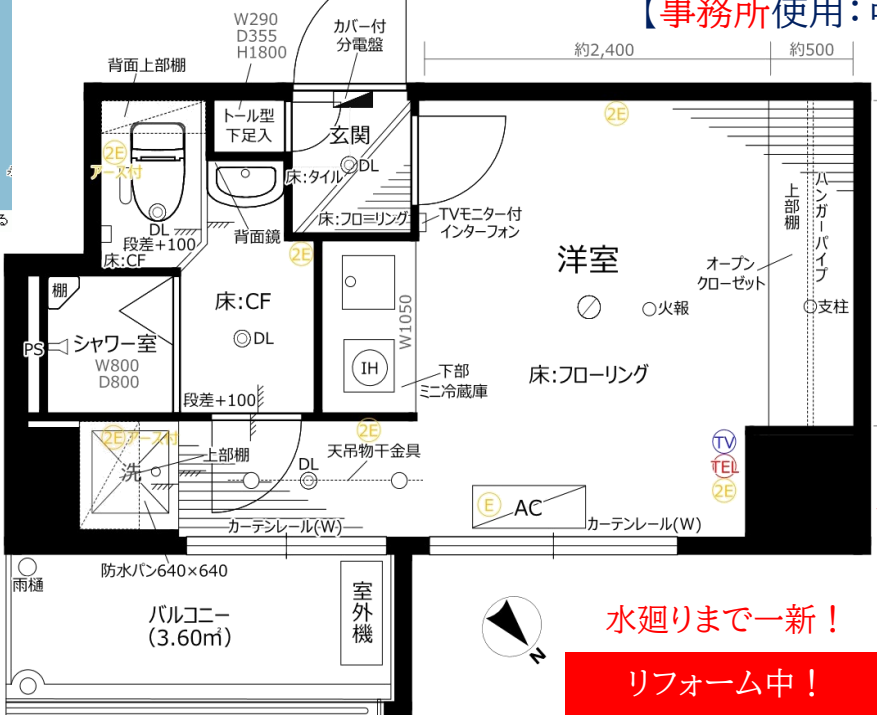 【事務所使用：
W290
D355
H1800
カバー付
分電盤
約2,400
約500
背面上部棚
トール型
下足入
玄関
2E
2E
アース付
DL
床:タイル
床:フローリング
TVモニター付
インターフォン
上部棚
ハンガーパイプ
る
DL
段差+100
床:CF
背面鏡
2E
洋室
オープン
クローゼット
棚
床:CF
火報
支柱
DL
W1050
PS
シャワー室
W800
D800
IH
下部
ミニ冷蔵庫
床:フローリング
段差+100
2Eアース付
2E
上部棚
天吊物干金具
TV
TEL
2E
洗
DL
E
AC
カーテンレール(W)
カーテンレール(W)
防水パン640×640
雨樋
バルコニー
(3.60㎡)
室外機
N
水廻りまで一新！
リフォーム中！